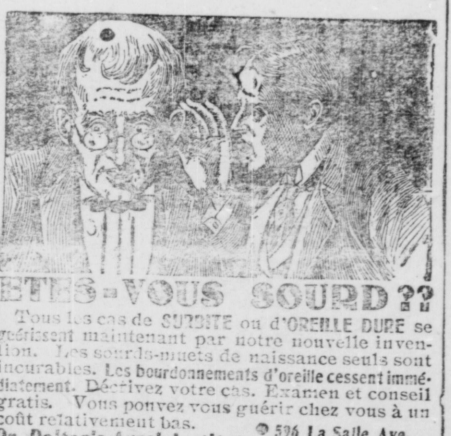 ETES-VOUS SOURD??
Tous les cas de SURDITE ou d'OREILLE DURE se
guérissent maintenant par notre nouvelle inven-
tion. Les sourds-muets de naissance seuls sont
incurables. Les bourdonnements d'oreille cessent immé-
diatement. Décrivez votre cas. Examen et conseil
gratis. Vous pouvez vous guérir chez vous à un
coût relativement bas.
596 La Salle Ave